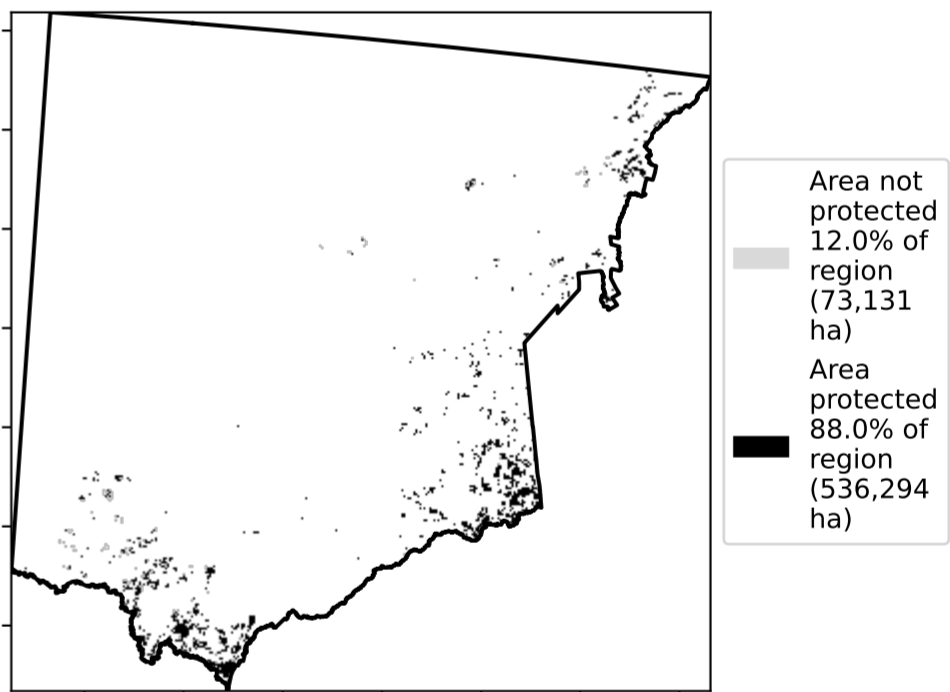 Area not
protected
12.0% of
region
(73,131
ha)
Area
protected
88.0% of
region
(536,294
ha)